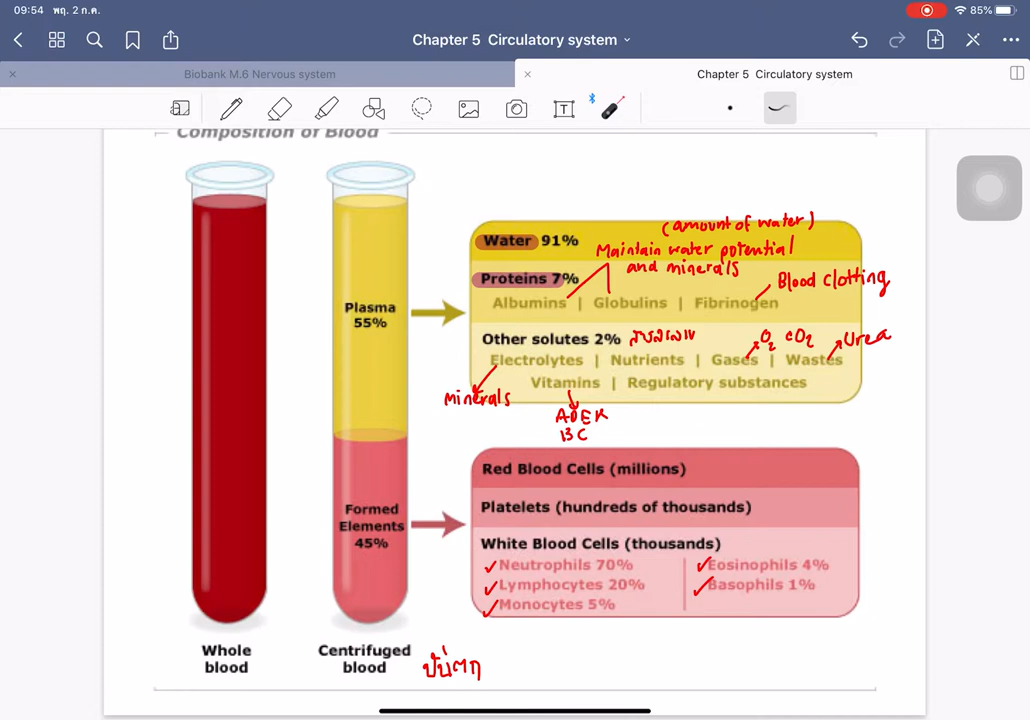 09:54 พฤ. 2 ก.ค.
85%
Chapter 5 Circulatory system
Biobank M.6 Nervous system
Chapter 5 Circulatory system
Composition of Blood
(amount of water)
Water 91%
Maintain water potential
and minerals
Proteins 7%
Blood clotting
Albumins | Globulins | Fibrinogen
Plasma
55%
Other solutes 2%
O2 CO2
Urea
Electrolytes | Nutrients | Gases | Wastes
Vitamins | Regulatory substances
Minerals
ADEK
BC
Red Blood Cells (millions)
Formed
Elements
45%
Platelets (hundreds of thousands)
White Blood Cells (thousands)
✓Neutrophils 70%
✓Eosinophils 4%
✓Lymphocytes 20%
✓Basophils 1%
✓Monocytes 5%
Whole
blood
Centrifuged
blood